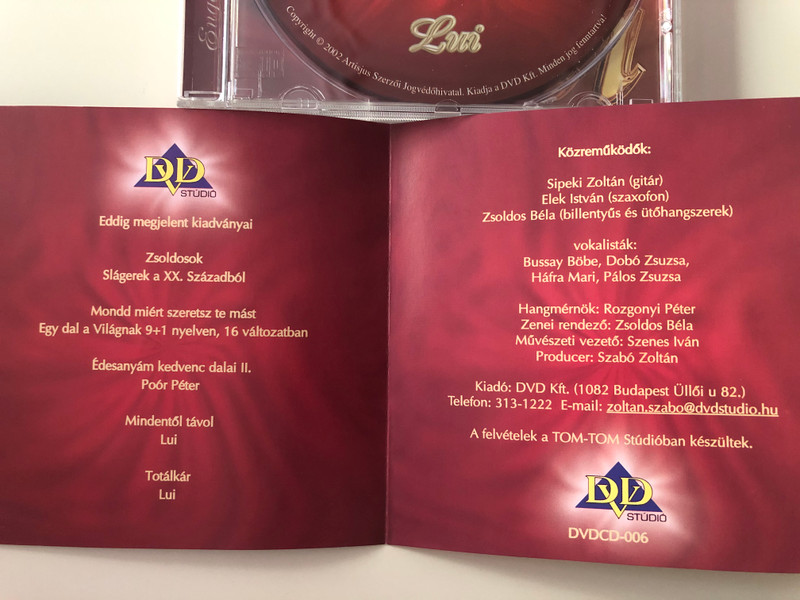 Lui
Copyright © 2002 Artisjus Szerzői Jogvédőhivatal. Kiadja a DVD Kft. Minden jog fenntartva!
DVD
STÚDIÓ
Eddig megjelent kiadványai
Zsoldosok
Slágerek a XX. Századból
Mondd miért szeretsz te mást
Egy dal a Világnak 9+1 nyelven, 16 változatban
Édesanyám kedvenc dalai II.
Poór Péter
Mindentől távol
Lui
Totálkár
Lui
Közreműködők:
Sipeki Zoltán (gitár)
Elek István (szaxofon)
Zsoldos Béla (billentyűs és ütőhangszerek)
vokalisták:
Bussay Böbe, Dobó Zsuzsa,
Háfra Mari, Pálos Zsuzsa
Hangmérnök: Rozgonyi Péter
Zenei rendező: Zsoldos Béla
Művészeti vezető: Szenes Iván
Producer: Szabó Zoltán
Kiadó: DVD Kft. (1082 Budapest Üllői u 82.)
Telefon: 313-1222 E-mail: zoltan.szabo@dvdstudio.hu
A felvételek a TOM-TOM Stúdióban készültek.
DVD
STÚDIÓ
DVDCD-006